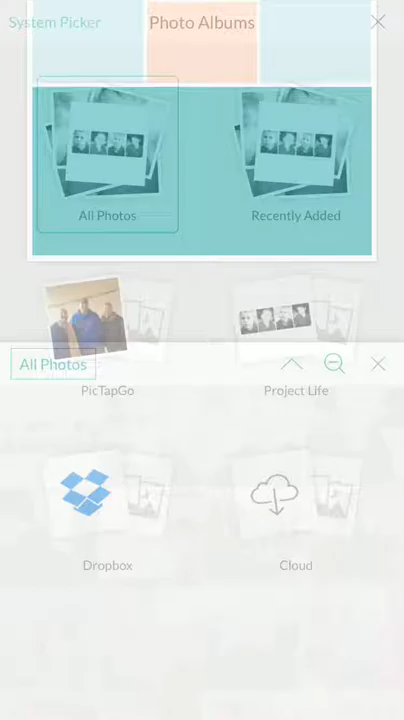 System Picker Photo Albums
All Photos Recently Added
All Photos
PicTapGo Project Life
Dropbox Cloud